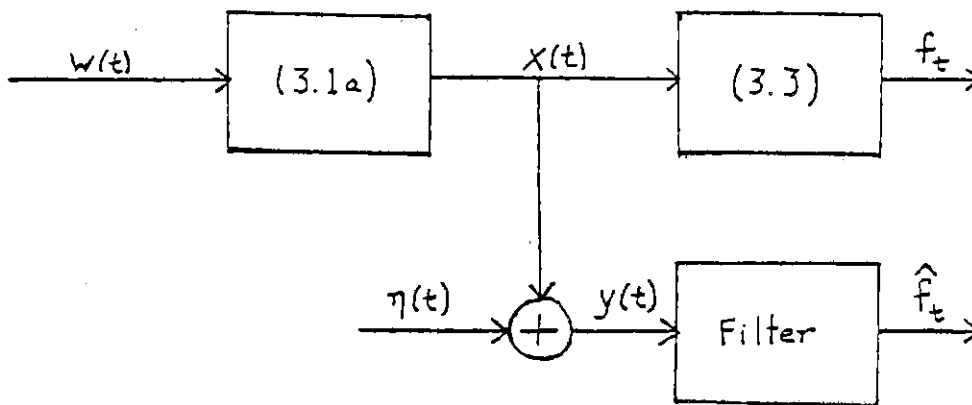 w(t) (3.1a) x(t) (3.3) f_t
η(t) + y(t) Filter f̂_t